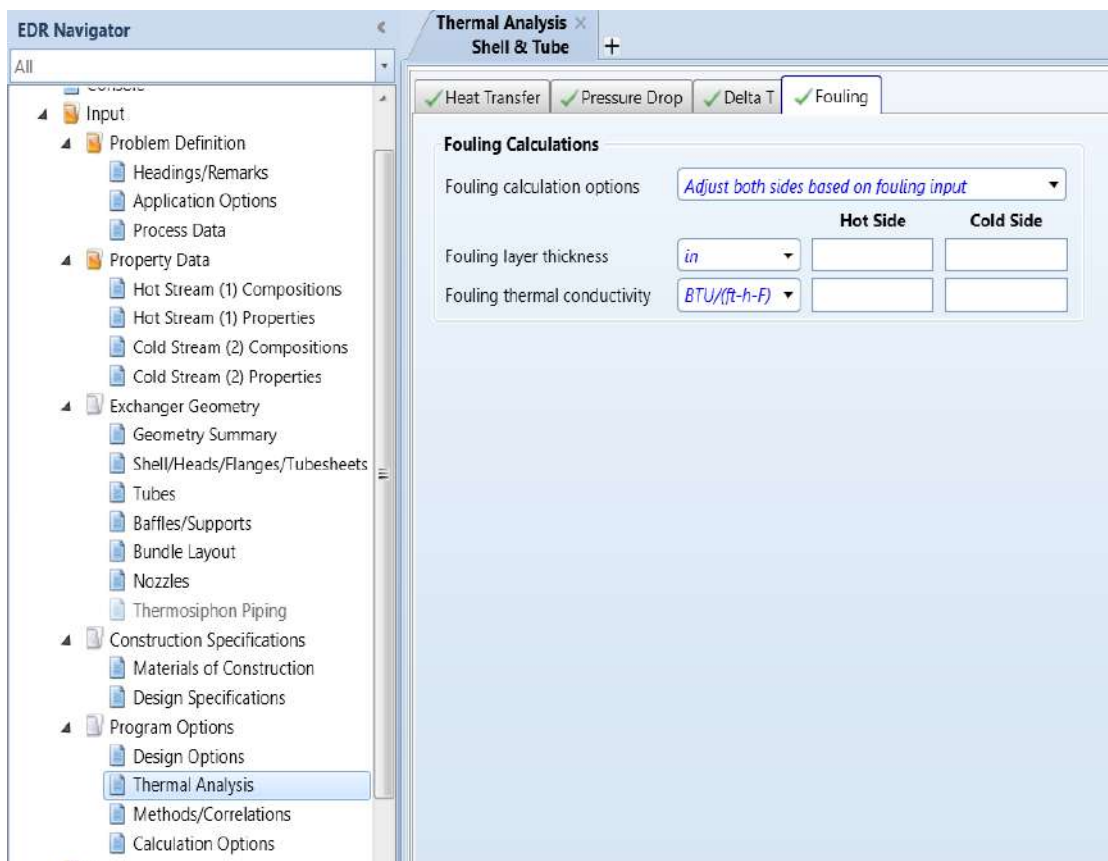 EDR Navigator
All
Console
Input
Problem Definition
Headings/Remarks
Application Options
Process Data
Property Data
Hot Stream (1) Compositions
Hot Stream (1) Properties
Cold Stream (2) Compositions
Cold Stream (2) Properties
Exchanger Geometry
Geometry Summary
Shell/Heads/Flanges/Tubesheets
Tubes
Baffles/Supports
Bundle Layout
Nozzles
Thermosiphon Piping
Construction Specifications
Materials of Construction
Design Specifications
Program Options
Design Options
Thermal Analysis
Methods/Correlations
Calculation Options
Thermal Analysis
Shell & Tube
Heat Transfer Pressure Drop Delta T Fouling
Fouling Calculations
Fouling calculation options Adjust both sides based on fouling input
Hot Side Cold Side
Fouling layer thickness in
Fouling thermal conductivity BTU/(ft-h-F)